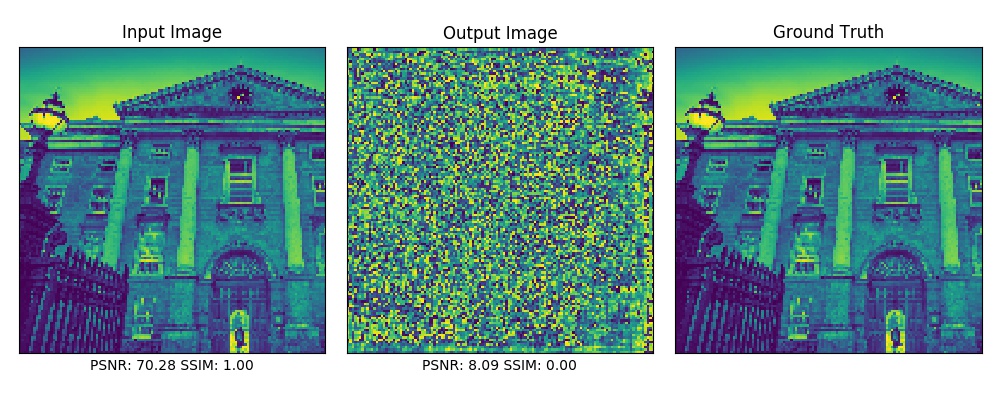 Input Image
Output Image
Ground Truth
PSNR: 70.28 SSIM: 1.00
PSNR: 8.09 SSIM: 0.00